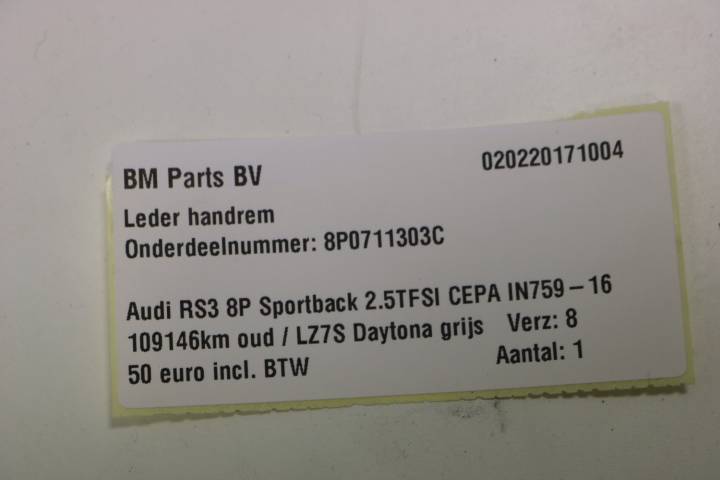 BM Parts BV
020220171004
Leder handrem
Onderdeelnummer: 8P0711303C
Audi RS3 8P Sportback 2.5TFSI CEPA IN759-16
109146km oud / LZ7S Daytona grijs Verz: 8
50 euro incl. BTW Aantal: 1